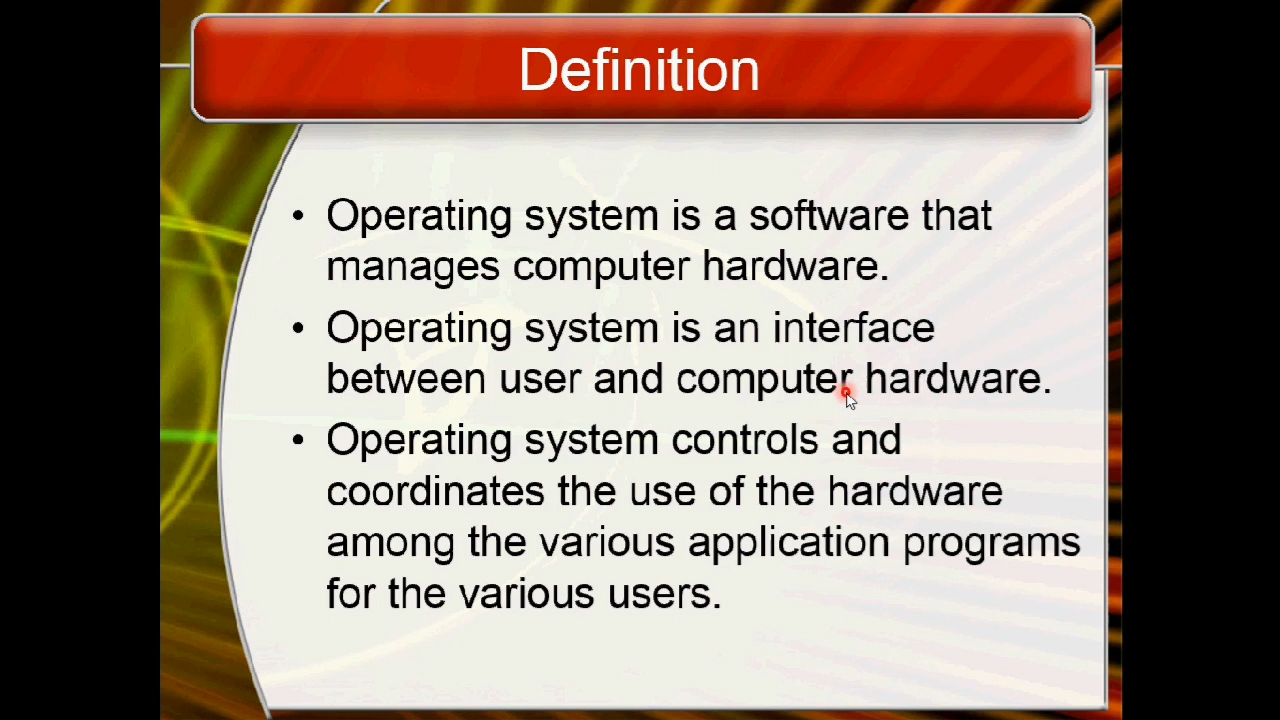 Definition
• Operating system is a software that
manages computer hardware.
• Operating system is an interface
between user and computer hardware.
• Operating system controls and
coordinates the use of the hardware
among the various application programs
for the various users.